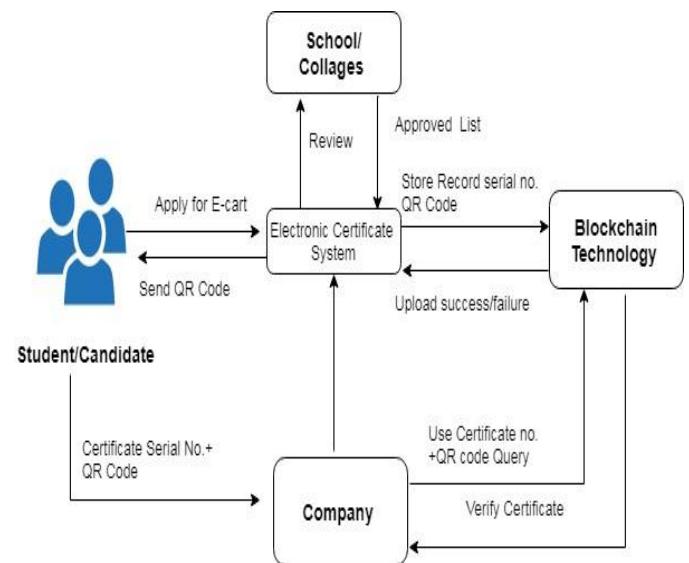 School/
Collages
Approved List
Review
Store Record serial no.
QR Code
Apply for E-cart
Electronic Certificate
System
Blockchain
Technology
Send QR Code
Upload success/failure
Student/Candidate
Certificate Serial No.+
QR Code
Use Certificate no.
+QR code Query
Company
Verify Certificate